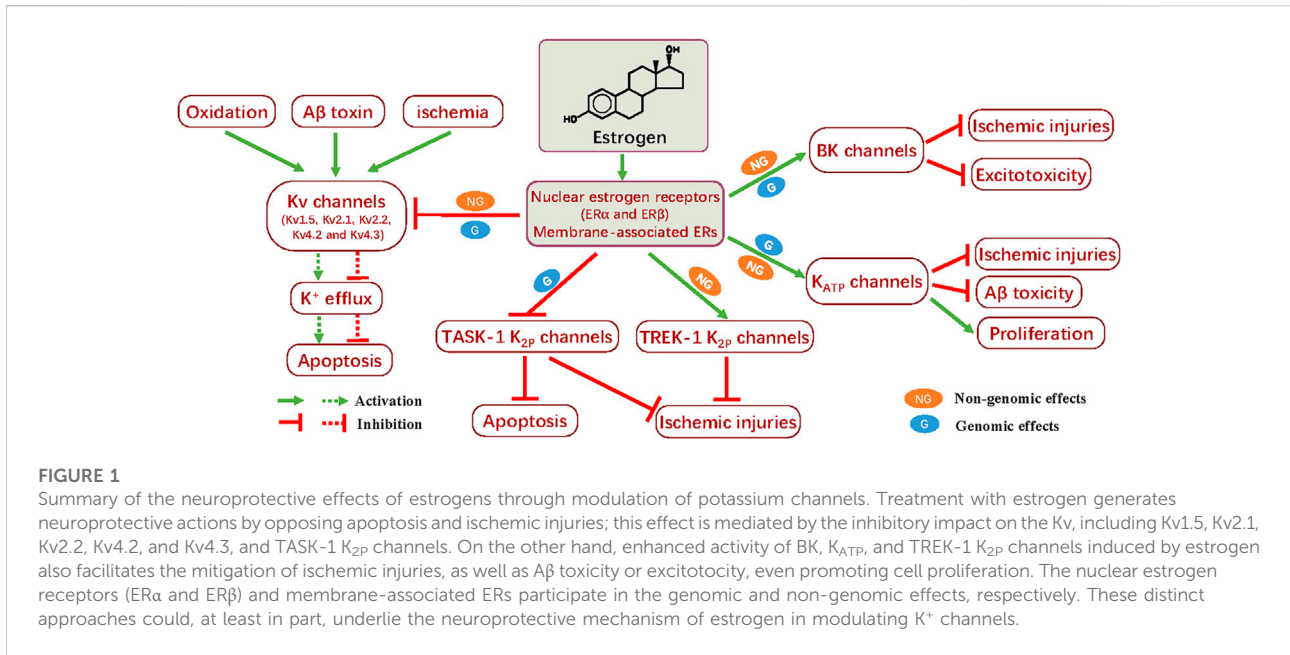 OH
HO
Estrogen
Oxidation
Aβ toxin
ischemia
Kv channels
(Kv1.5, Kv2.1, Kv2.2,
Kv4.2 and Kv4.3)
NG
G
Nuclear estrogen receptors
(ERα and ERβ)
Membrane-associated ERs
NG
G
BK channels
Ischemic injuries
Excitotoxicity
G
NG
K_ATP channels
Ischemic injuries
Aβ toxicity
Proliferation
K⁺ efflux
Apoptosis
G
NG
TASK-1 K₂P channels
TREK-1 K₂P channels
Apoptosis
Ischemic injuries
Activation
Inhibition
NG Non-genomic effects
G Genomic effects
FIGURE 1
Summary of the neuroprotective effects of estrogens through modulation of potassium channels. Treatment with estrogen generates
neuroprotective actions by opposing apoptosis and ischemic injuries; this effect is mediated by the inhibitory impact on the Kv, including Kv1.5, Kv2.1,
Kv2.2, Kv4.2, and Kv4.3, and TASK-1 K₂P channels. On the other hand, enhanced activity of BK, K_ATP, and TREK-1 K₂P channels induced by estrogen
also facilitates the mitigation of ischemic injuries, as well as Aβ toxicity or excitotocity, even promoting cell proliferation. The nuclear estrogen
receptors (ERα and ERβ) and membrane-associated ERs participate in the genomic and non-genomic effects, respectively. These distinct
approaches could, at least in part, underlie the neuroprotective mechanism of estrogen in modulating K⁺ channels.